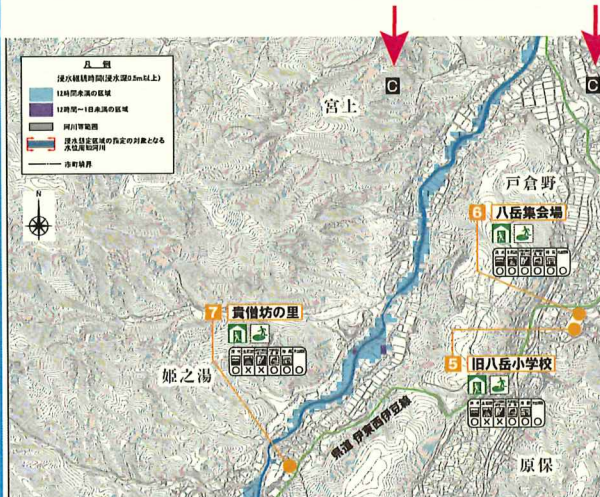 凡例
浸水継続時間(浸水深0.5m以上)
12時間未満の区域
12時間～1日未満の区域
河川等範囲
浸水想定区域の指定の対象となる
水位周知河川
市町境界
N
C
C
宮上
戸倉野
6 八岳集会場
7 貴僧坊の里
姫之湯
5 旧八岳小学校
県道 伊東西伊豆線
原保